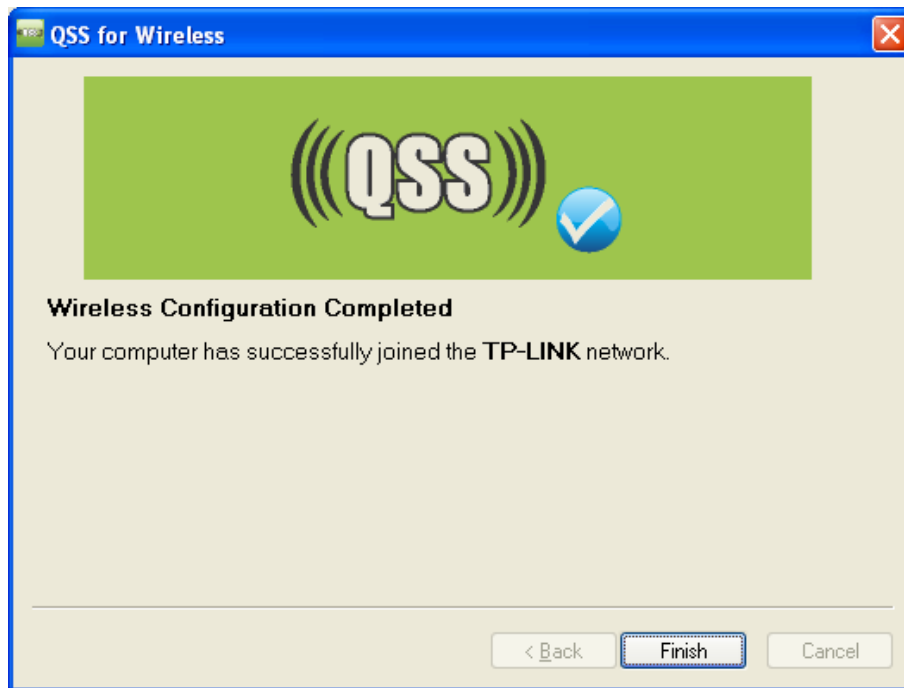 QSS for Wireless
(((QSS)))
Wireless Configuration Completed
Your computer has successfully joined the TP-LINK network.
< Back Finish Cancel